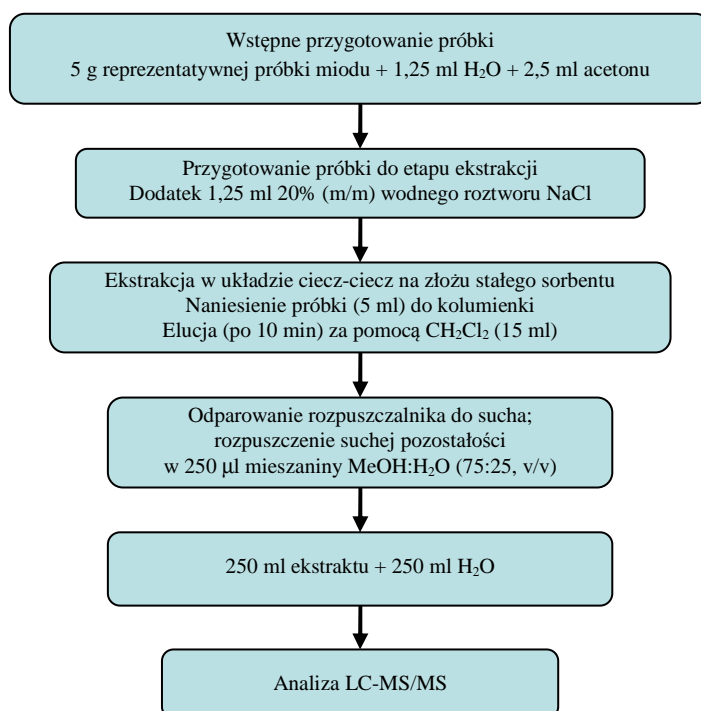 Wstępne przygotowanie próbki
5 g reprezentatywnej próbki miodu + 1,25 ml H₂O + 2,5 ml acetonu
Przygotowanie próbki do etapu ekstrakcji
Dodatek 1,25 ml 20% (m/m) wodnego roztworu NaCl
Ekstrakcja w układzie ciecz-ciecz na złożu stałego sorbentu
Naniesienie próbki (5 ml) do kolumienki
Elucja (po 10 min) za pomocą CH₂Cl₂ (15 ml)
Odparowanie rozpuszczalnika do sucha;
rozpuszczenie suchej pozostałości
w 250 µl mieszaniny MeOH:H₂O (75:25, v/v)
250 ml ekstraktu + 250 ml H₂O
Analiza LC-MS/MS